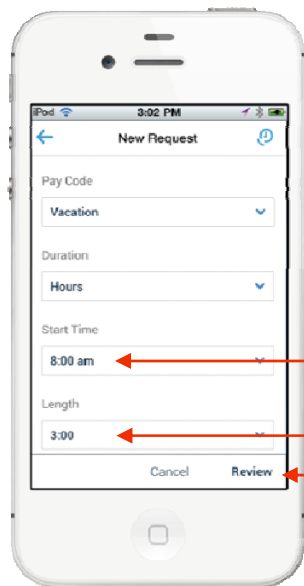 iPod 3:02 PM
New Request
Pay Code
Vacation
Duration
Hours
Start Time
8:00 am
Length
3:00
Cancel Review